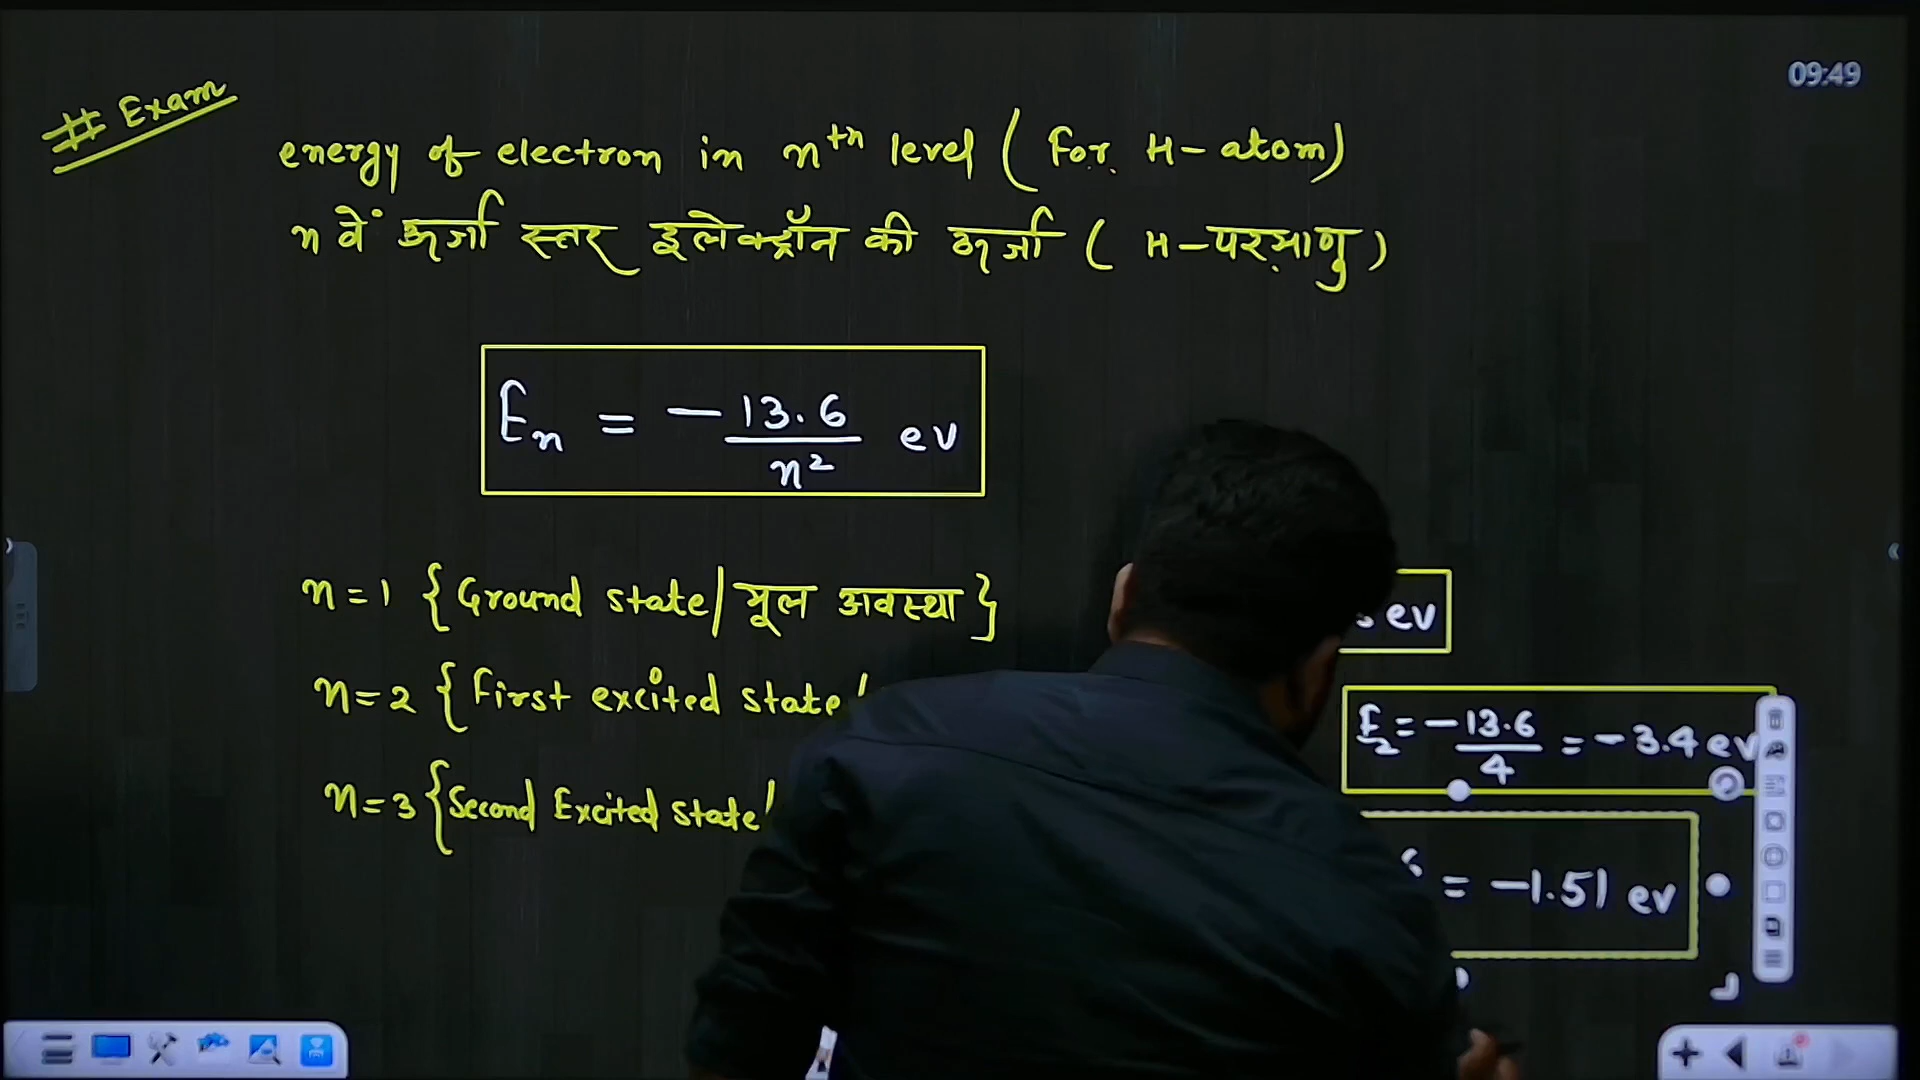 09:49
# Exam
energy of electron in nth level ( For H-atom)
n वें ऊर्जा स्तर इलेक्ट्रॉन की ऊर्जा ( H-परमाणु )
En = -13.6/n² ev
n=1 {Ground state/मूल अवस्था}
ev
n=2 {First excited state
E2 = -13.6/4 = -3.4 ev
n=3 {Second Excited state
= -1.51 ev